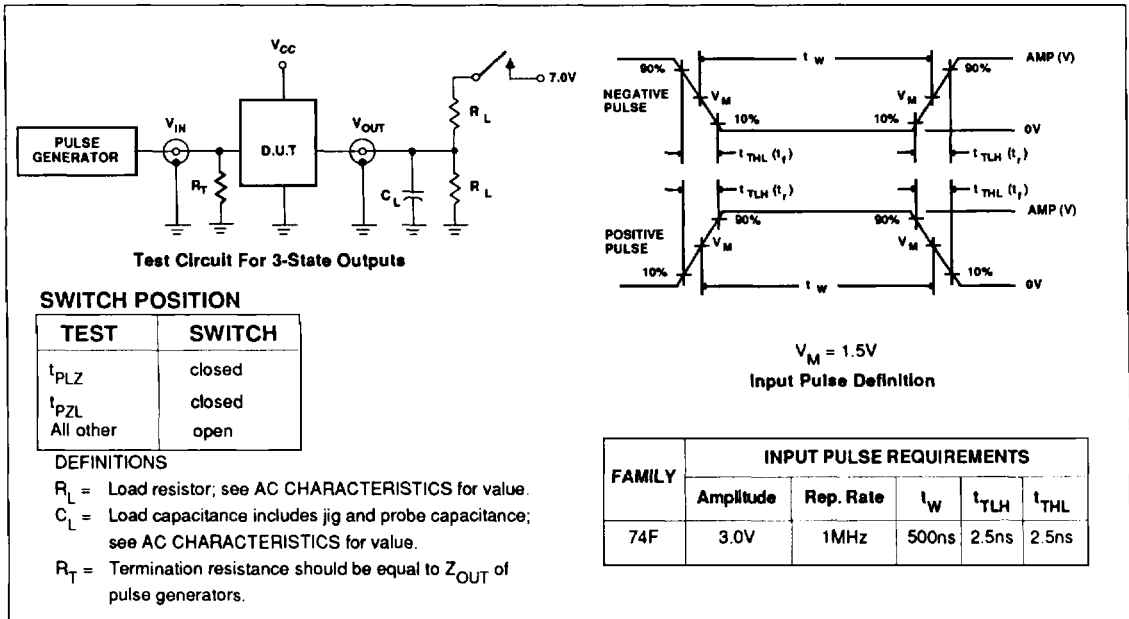 V_CC
7.0V
R_L
V_IN
V_OUT
PULSE
GENERATOR
D.U.T
R_T
C_L
R_L
Test Circuit For 3-State Outputs
SWITCH POSITION
TEST SWITCH
t_PLZ closed
t_PZL closed
All other open
DEFINITIONS
R_L = Load resistor; see AC CHARACTERISTICS for value.
C_L = Load capacitance includes jig and probe capacitance;
see AC CHARACTERISTICS for value.
R_T = Termination resistance should be equal to Z_OUT of
pulse generators.
t_W AMP (V)
90% 90%
NEGATIVE
PULSE
V_M V_M
10% 10%
0V
t_THL (t_f) t_TLH (t_r)
t_TLH (t_r) t_THL (t_f)
AMP (V)
90% 90%
POSITIVE
PULSE
V_M V_M
10% 10%
t_W 0V
V_M = 1.5V
Input Pulse Definition
FAMILY INPUT PULSE REQUIREMENTS
Amplitude Rep. Rate t_W t_TLH t_THL
74F 3.0V 1MHz 500ns 2.5ns 2.5ns